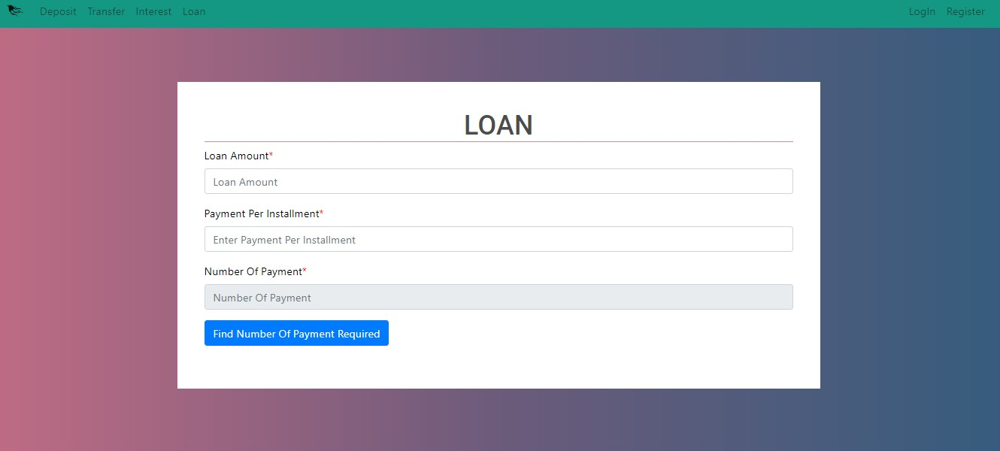 Deposit Transfer Interest Loan LogIn Register
LOAN
Loan Amount*
Loan Amount
Payment Per Installment*
Enter Payment Per Installment
Number Of Payment*
Number Of Payment
Find Number Of Payment Required